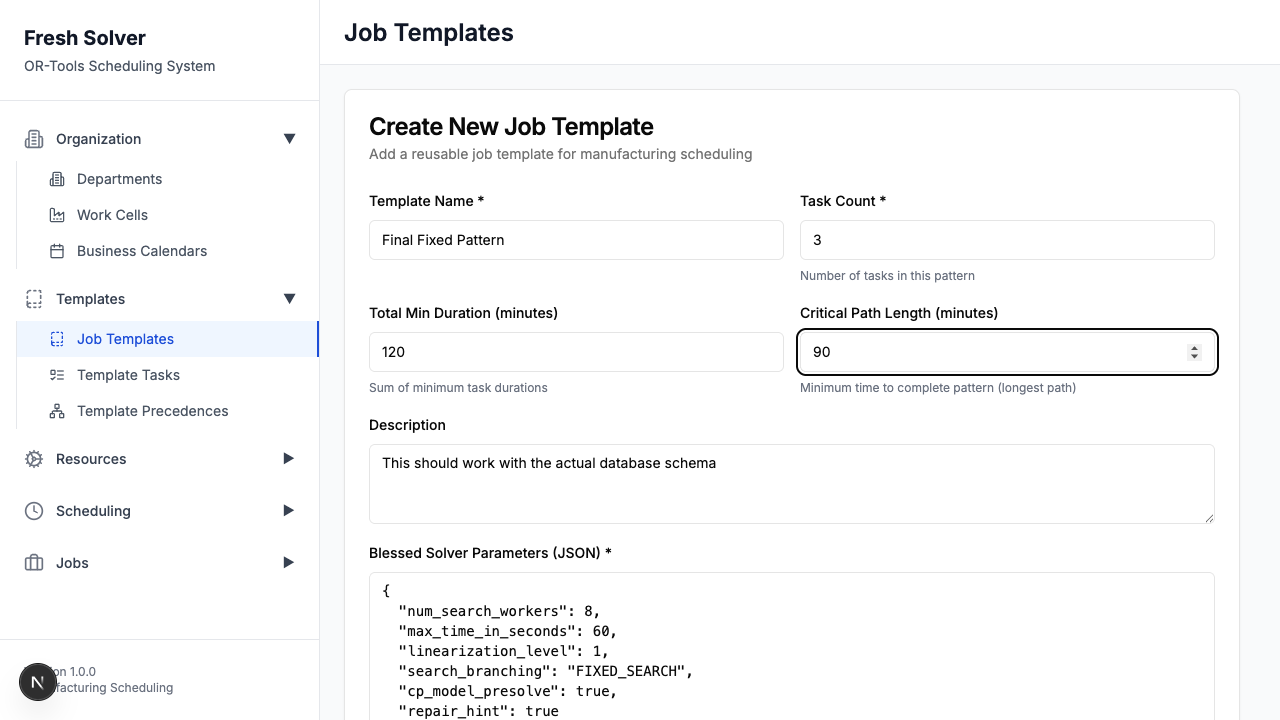 Fresh Solver
OR-Tools Scheduling System
Organization
Departments
Work Cells
Business Calendars
Templates
Job Templates
Template Tasks
Template Precedences
Resources
Scheduling
Jobs
on 1.0.0
facturing Scheduling
N
Job Templates
Create New Job Template
Add a reusable job template for manufacturing scheduling
Template Name *
Final Fixed Pattern
Task Count *
3
Number of tasks in this pattern
Total Min Duration (minutes)
120
Sum of minimum task durations
Critical Path Length (minutes)
90
Minimum time to complete pattern (longest path)
Description
This should work with the actual database schema
Blessed Solver Parameters (JSON) *
{
"num_search_workers": 8,
"max_time_in_seconds": 60,
"linearization_level": 1,
"search_branching": "FIXED_SEARCH",
"cp_model_presolve": true,
"repair_hint": true